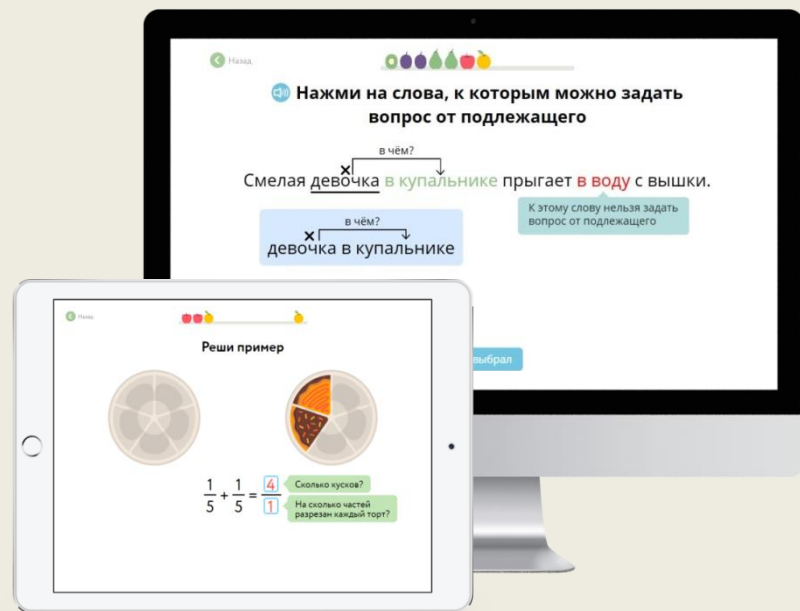 Назад
Нажми на слова, к которым можно задать
вопрос от подлежащего
в чём?
Смелая девочка в купальнике прыгает в воду с вышки.
К этому слову нельзя задать
вопрос от подлежащего
в чём?
девочка в купальнике
выбрал
Назад
Реши пример
1/5 + 1/5 = 4/1
Сколько кусков?
На сколько частей
разрезан каждый торт?